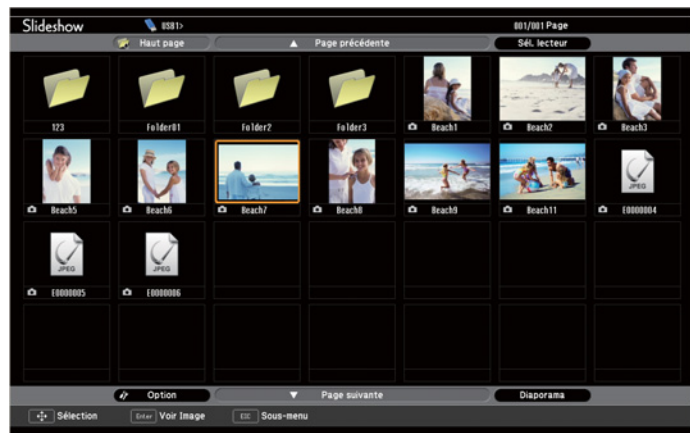 Slideshow 0581> 001/001 Page
Haut page ▲ Page précédente Sél. lecteur
123 Folder01 Folder2 Folder3 Beach1 Beach2 Beach3
JPEG
Beach5 Beach6 Beach7 Beach8 Beach9 Beach11 E0000004
JPEG JPEG
E0000005 E0000006
Option ▼ Page suivante Diaporama
Sélection Enter Voir Image ESC Sous-menu